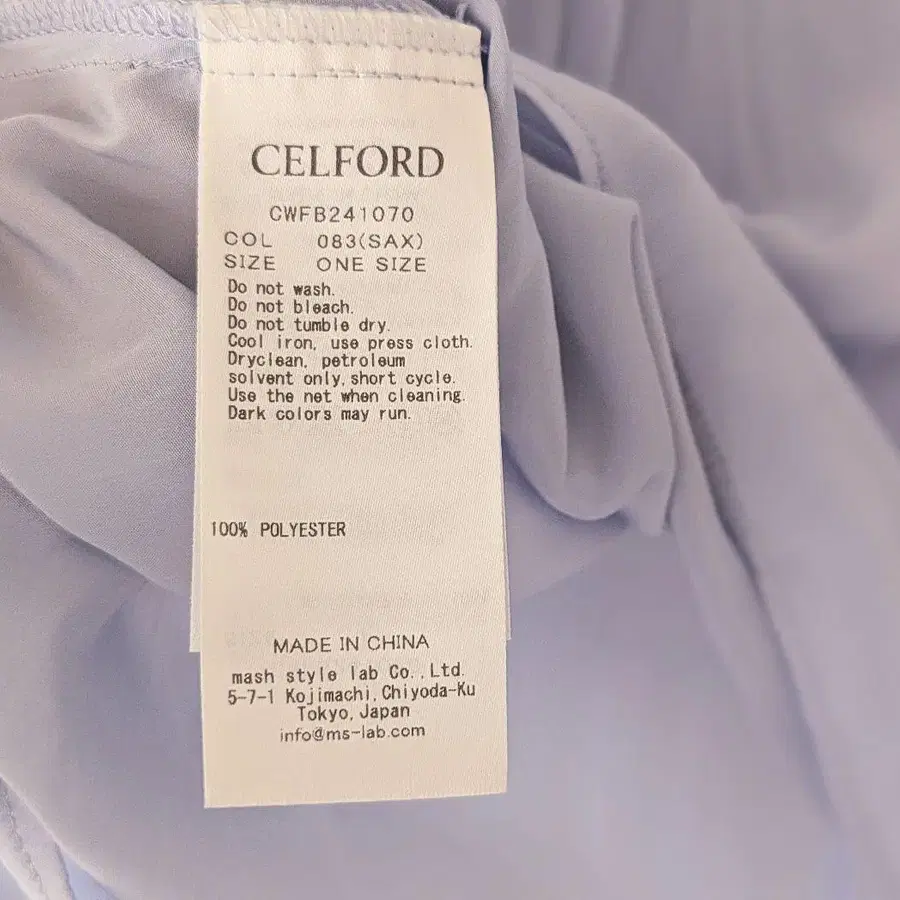 CELFORD
CWFB241070
COL 083(SAX)
SIZE ONE SIZE
Do not wash.
Do not bleach.
Do not tumble dry.
Cool iron, use press cloth.
Dryclean, petroleum
solvent only, short cycle.
Use the net when cleaning.
Dark colors may run.
100% POLYESTER
MADE IN CHINA
mash style lab Co., Ltd.
5-7-1 Kojimachi, Chiyoda-Ku
Tokyo, Japan
info@ms-lab.com